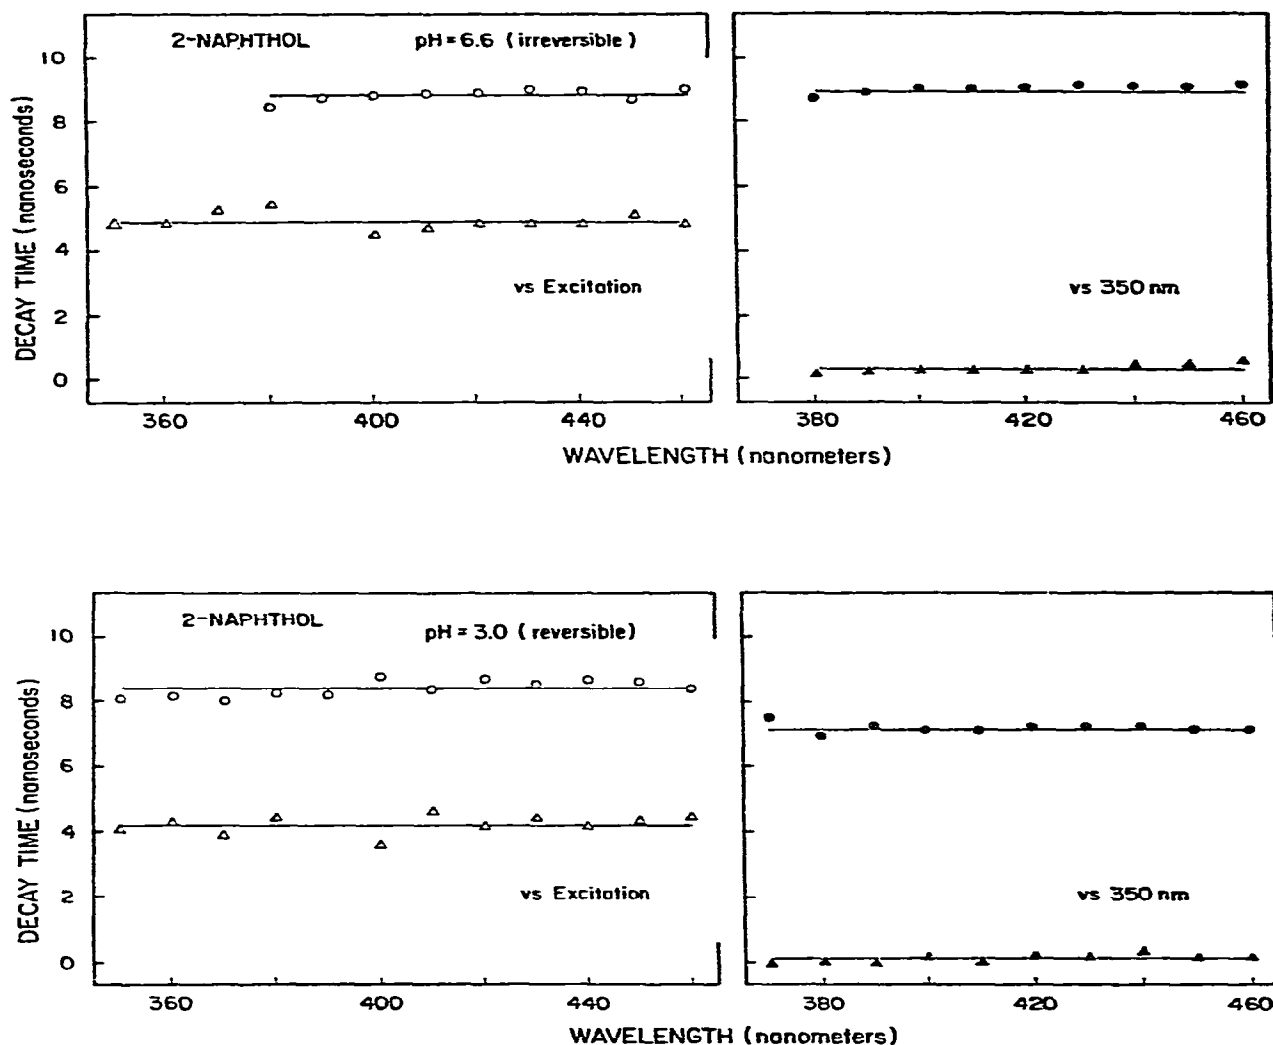 2-NAPHTHOL pH = 6.6 (irreversible)
10
8
6
4
2
0
DECAY TIME (nanoseconds)
vs Excitation
vs 350 nm
360 400 440 380 420 460
WAVELENGTH (nanometers)
2-NAPHTHOL pH = 3.0 (reversible)
10
8
6
4
2
0
DECAY TIME (nanoseconds)
vs Excitation
vs 350 nm
360 400 440 380 420 460
WAVELENGTH (nanometers)